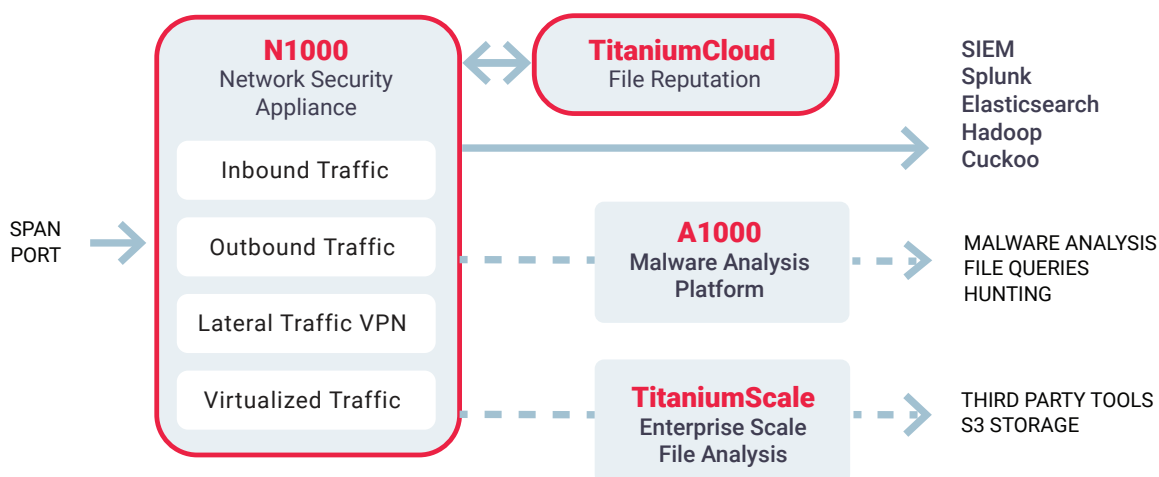 N1000
Network Security
Appliance
Inbound Traffic
Outbound Traffic
Lateral Traffic VPN
Virtualized Traffic
SPAN
PORT
TitaniumCloud
File Reputation
SIEM
Splunk
Elasticsearch
Hadoop
Cuckoo
A1000
Malware Analysis
Platform
MALWARE ANALYSIS
FILE QUERIES
HUNTING
TitaniumScale
Enterprise Scale
File Analysis
THIRD PARTY TOOLS
S3 STORAGE